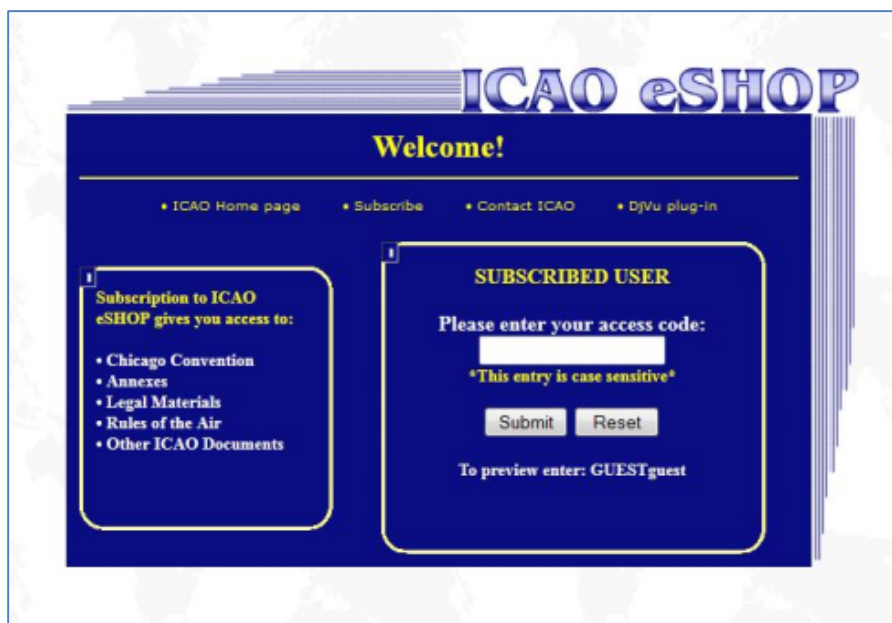 ICAO eSHOP
Welcome!
• ICAO Home page • Subscribe • Contact ICAO • DjVu plug-in
Subscription to ICAO
eSHOP gives you access to:
• Chicago Convention
• Annexes
• Legal Materials
• Rules of the Air
• Other ICAO Documents
SUBSCRIBED USER
Please enter your access code:
*This entry is case sensitive*
Submit Reset
To preview enter: GUESTguest